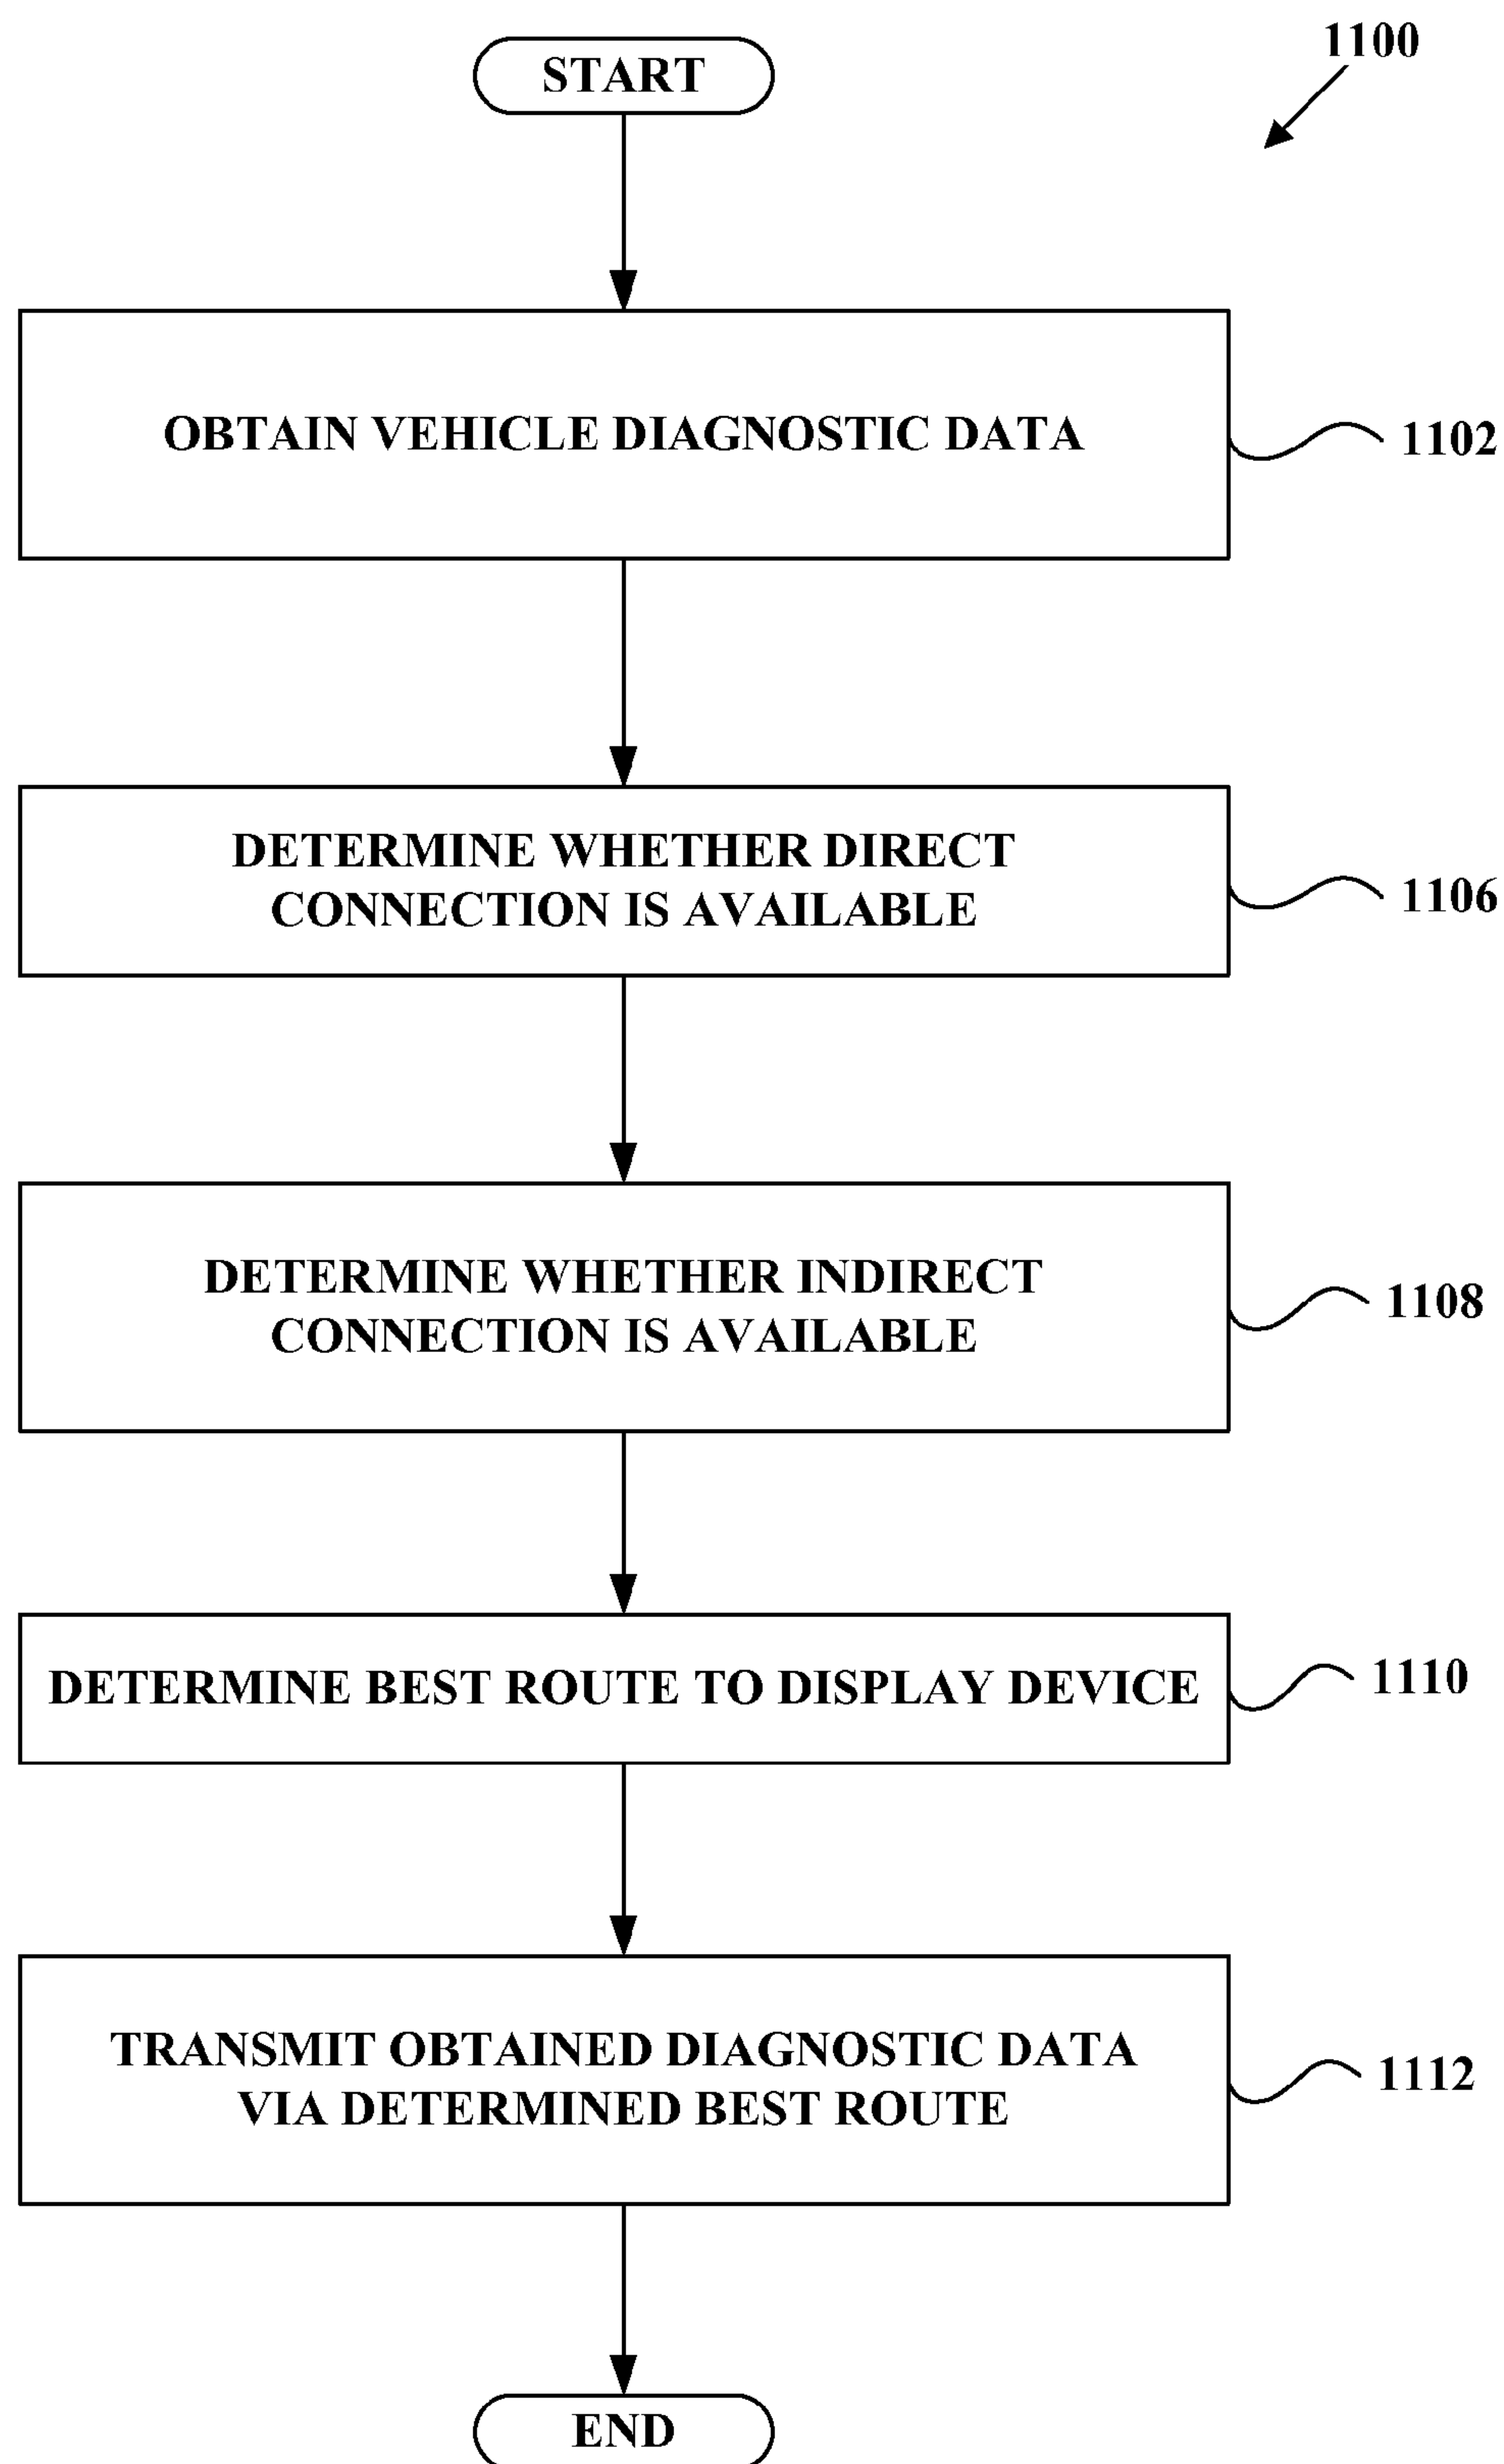 START
1100
OBTAIN VEHICLE DIAGNOSTIC DATA
1102
DETERMINE WHETHER DIRECT
CONNECTION IS AVAILABLE
1106
DETERMINE WHETHER INDIRECT
CONNECTION IS AVAILABLE
1108
DETERMINE BEST ROUTE TO DISPLAY DEVICE
1110
TRANSMIT OBTAINED DIAGNOSTIC DATA
VIA DETERMINED BEST ROUTE
1112
END